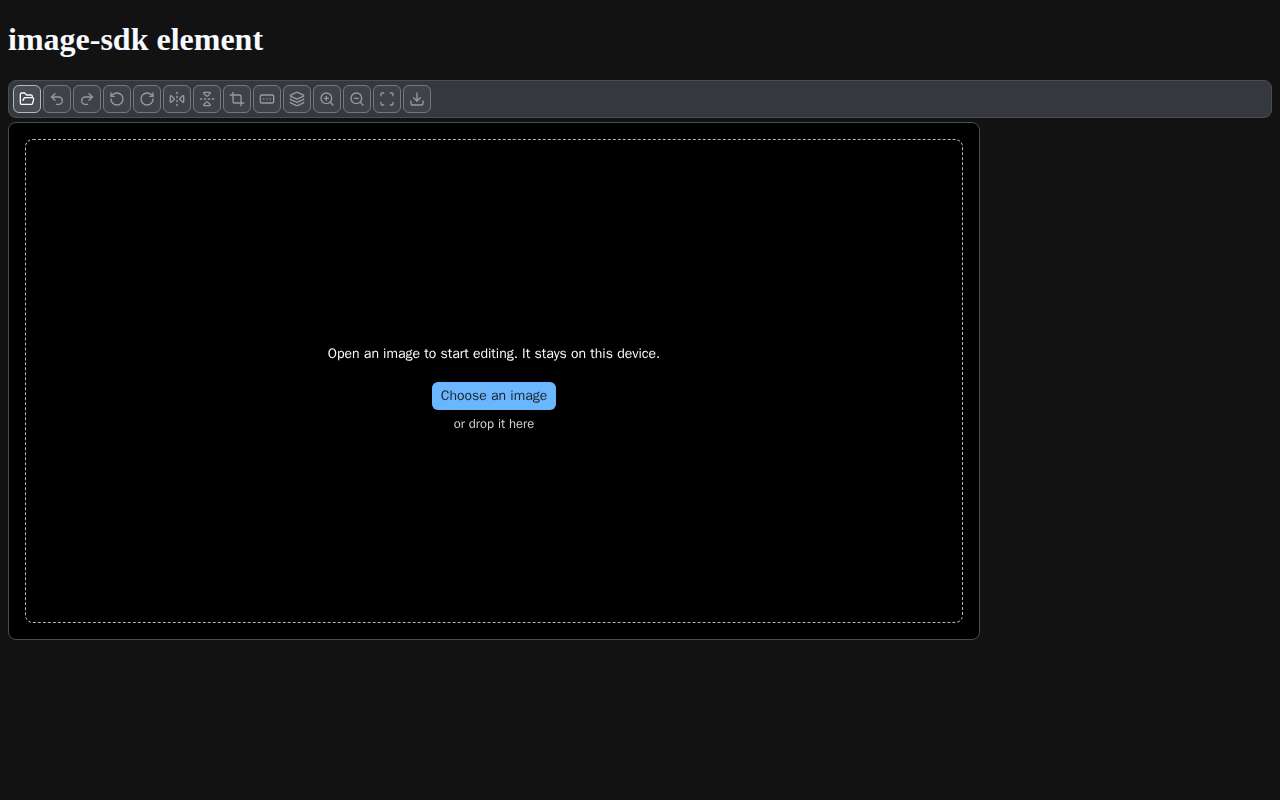 image-sdk element
Open an image to start editing. It stays on this device.
Choose an image
or drop it here